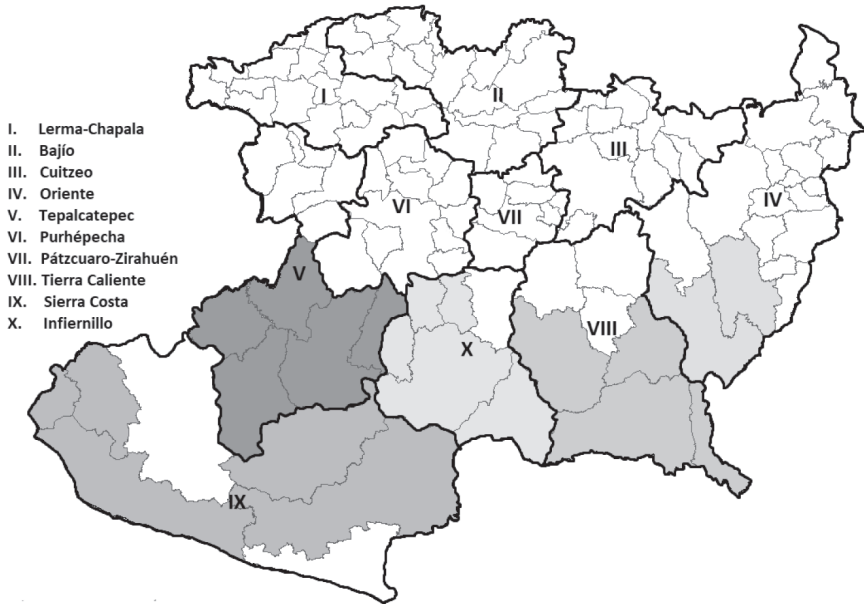 I. Lerma-Chapala
II. Bajío
III. Cuitzeo
IV. Oriente
V. Tepalcatepec
VI. Purhépecha
VII. Pátzcuaro-Zirahuén
VIII. Tierra Caliente
IX. Sierra Costa
X. Infiernillo
I
II
III
IV
VI
VII
V
VIII
X
IX